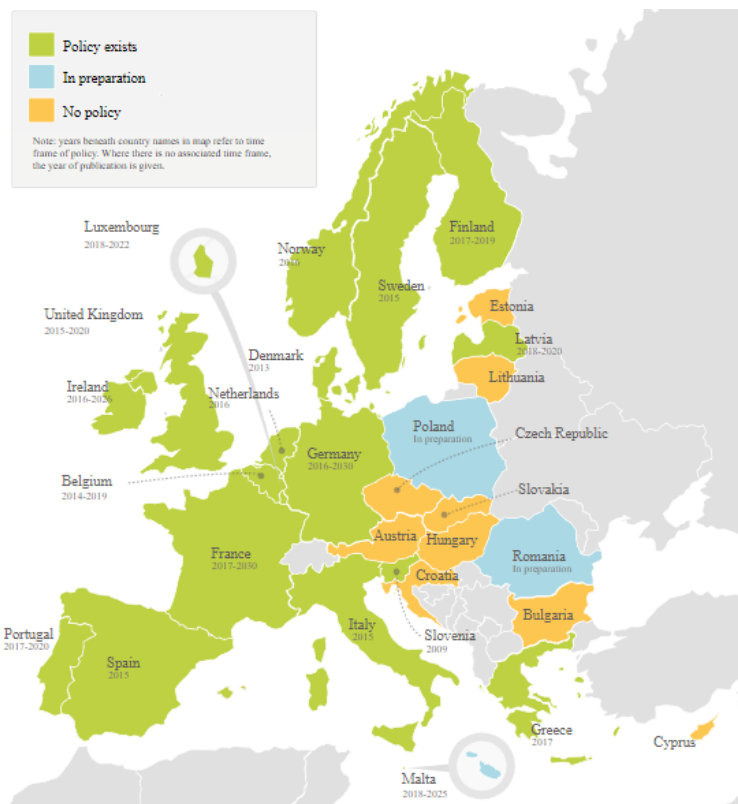 Policy exists
In preparation
No policy
Note: years beneath country names in map refer to time
frame of policy. Where there is no associated time frame,
the year of publication is given.
Luxembourg
2018-2022
Norway
2016
Finland
2017-2019
Sweden
2015
United Kingdom
2015-2020
Estonia
Latvia
2018-2020
Denmark
2013
Lithuania
Ireland
2016-2026
Netherlands
2016
Poland
In preparation
Czech Republic
Germany
2016-2030
Belgium
2014-2019
Slovakia
Austria
Hungary
France
2017-2030
Romania
In preparation
Croatia
Bulgaria
Italy
2015
Slovenia
2009
Portugal
2017-2020
Spain
2015
Greece
2017
Cyprus
Malta
2018-2025